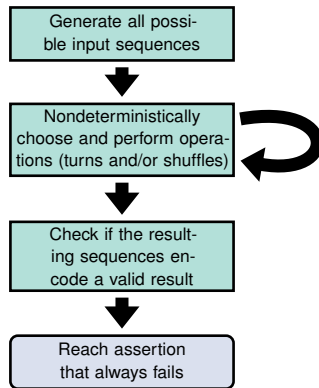 Generate all possi-
ble input sequences
Nondeterministically
choose and perform opera-
tions (turns and/or shuffles)
Check if the result-
ing sequences en-
code a valid result
Reach assertion
that always fails